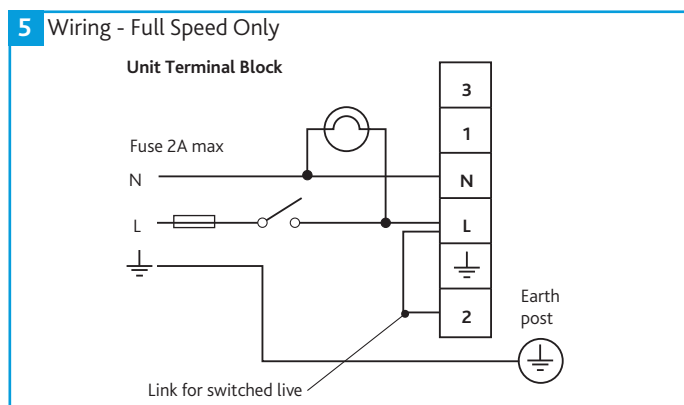 5 Wiring - Full Speed Only
Unit Terminal Block
3
1
Fuse 2A max
N
N
L
L
2
Earth
post
Link for switched live